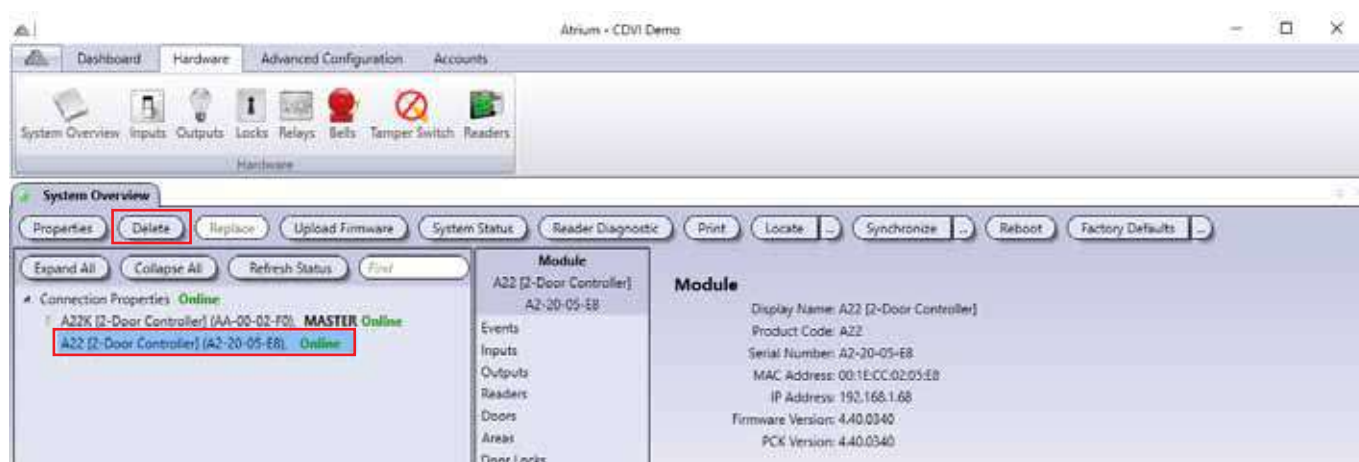 Atrium - CDVI Demo
Dashboard Hardware Advanced Configuration Accounts
System Overview Inputs Outputs Locks Relays Bells Tamper Switch Readers
Hardware
System Overview
Properties Delete Replace Upload Firmware System Status Reader Diagnostic Print Locate ... Synchronize ... Reboot Factory Defaults ...
Expand All Collapse All Refresh Status Find
Connection Properties Online
A22K [2-Door Controller] (AA-00-02-F0), MASTER Online
A22 [2-Door Controller] (A2-20-05-E8), Online
Module
A22 [2-Door Controller]
A2-20-05-E8
Events
Inputs
Outputs
Readers
Doors
Areas
Door Locks
Module
Display Name: A22 [2-Door Controller]
Product Code: A22
Serial Number: A2-20-05-E8
MAC Address: 00:1E:CC:02:05:E8
IP Address: 192.168.1.68
Firmware Version: 4.40.0340
PCK Version: 4.40.0340